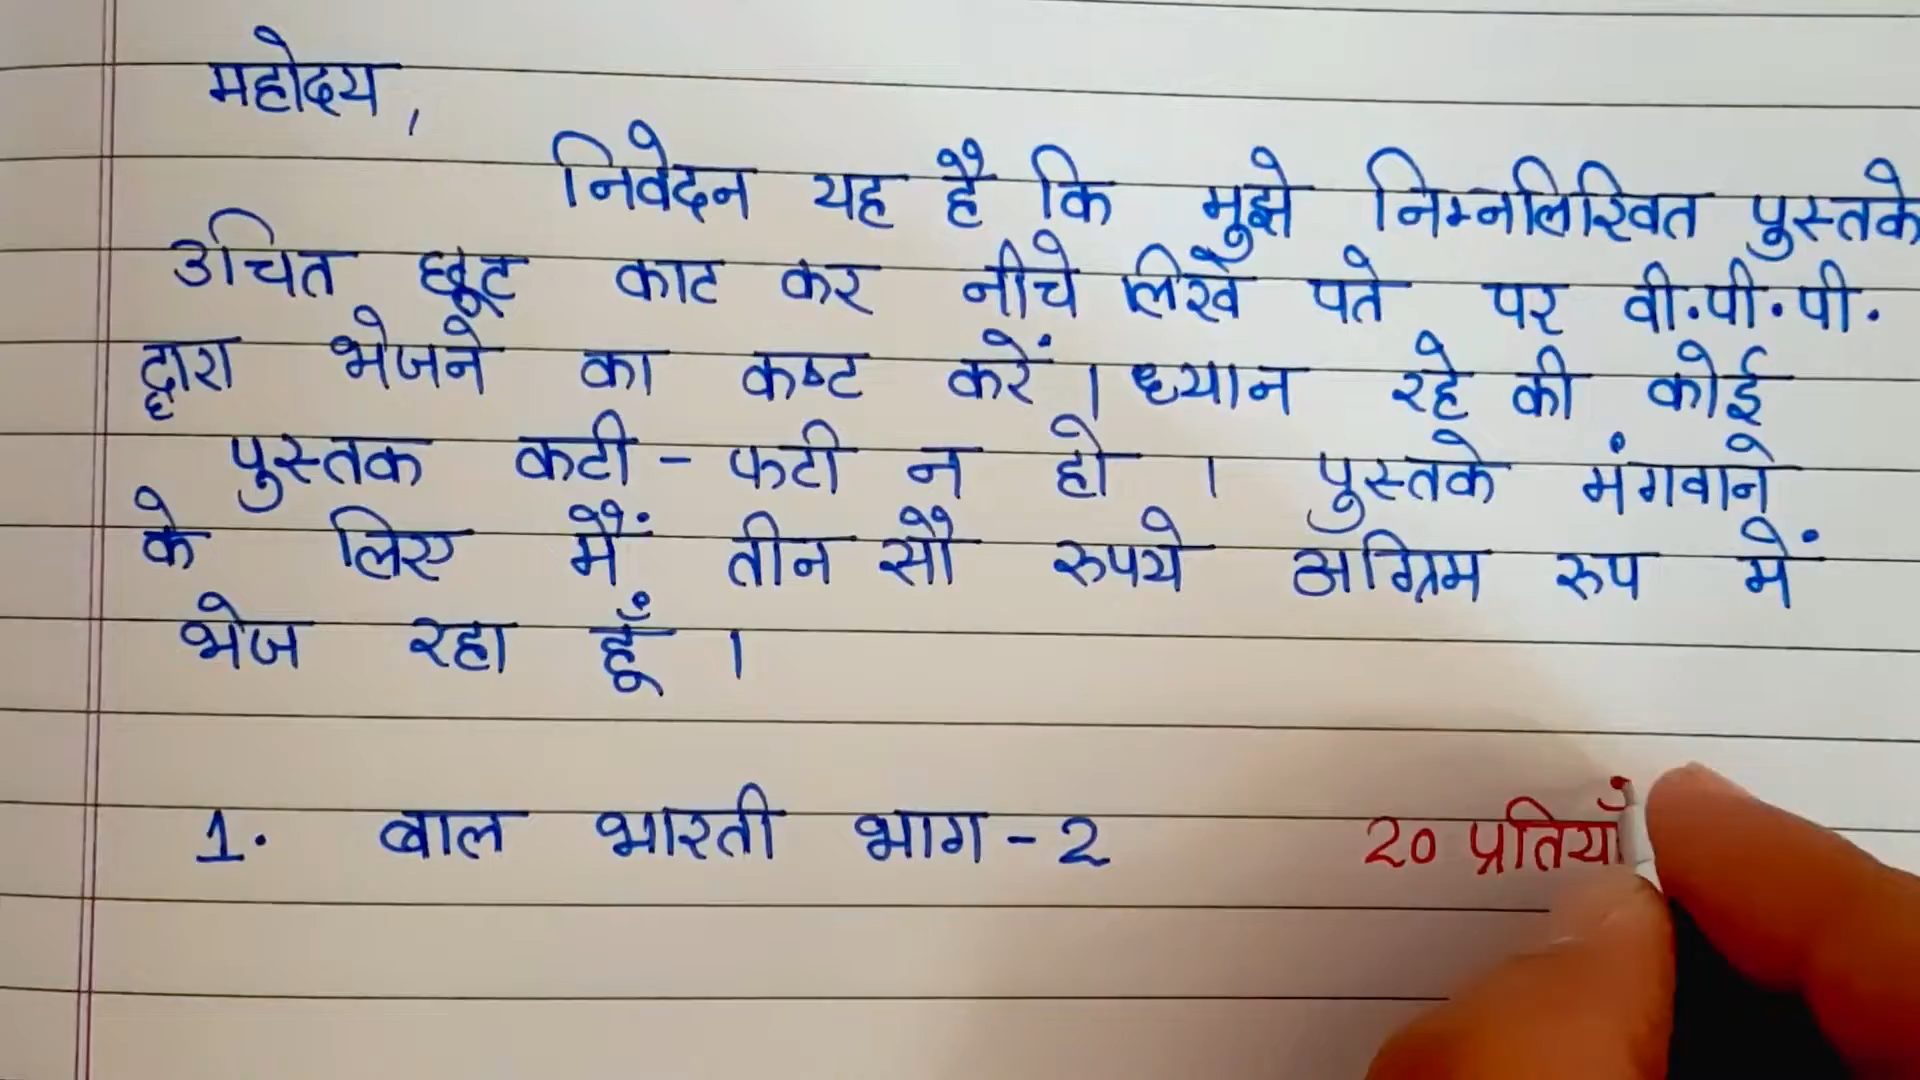 महोदय,
निवेदन यह है कि मुझे निम्नलिखित पुस्तके
उचित छूट काट कर नीचे लिखे पते पर वी.पी.पी.
द्वारा भेजने का कष्ट करें । ध्यान रहे की कोई
पुस्तक कटी - फटी न हो । पुस्तके मंगवाने
के लिए मैं तीन सौ रुपये अग्रिम रुप में
भेज रहा हूँ ।
1. बाल भारती भाग - 2 20 प्रतियाँ